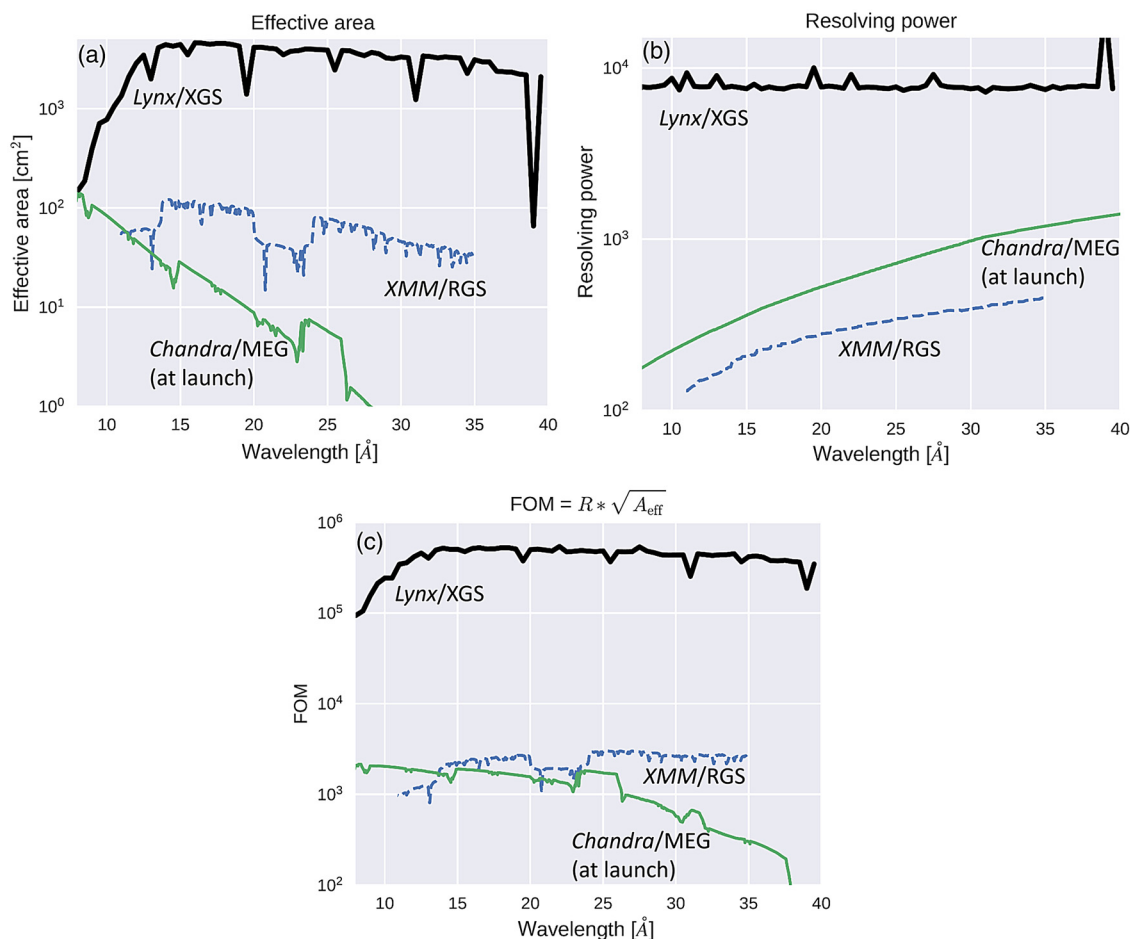 Effective area
(a)
Lynx/XGS
XMM/RGS
Chandra/MEG
(at launch)
Effective area [cm²]
10³
10²
10¹
10⁰
10 15 20 25 30 35 40
Wavelength [Å]
Resolving power
(b)
Lynx/XGS
Chandra/MEG
(at launch)
XMM/RGS
Resolving power
10⁴
10³
10²
10 15 20 25 30 35 40
Wavelength [Å]
FOM = R * √A_eff
(c)
Lynx/XGS
XMM/RGS
Chandra/MEG
(at launch)
FOM
10⁶
10⁵
10⁴
10³
10²
10 15 20 25 30 35 40
Wavelength [Å]